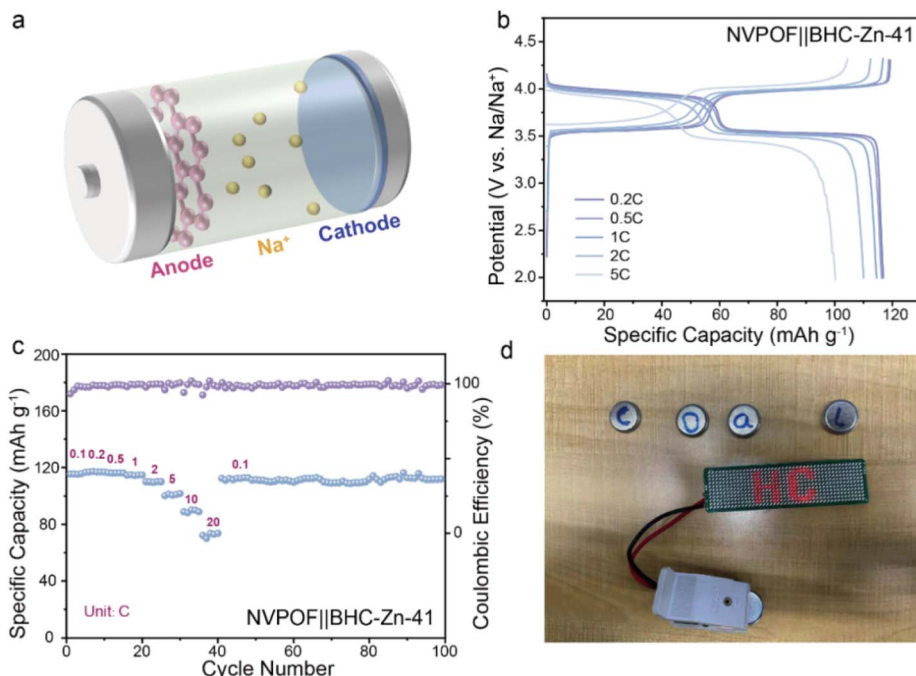 a
Anode
Na⁺
Cathode
b
NVPOF||BHC-Zn-41
Potential (V vs. Na/Na⁺)
4.5
4.0
3.5
3.0
2.5
2.0
0.2C
0.5C
1C
2C
5C
0 20 40 60 80 100 120
Specific Capacity (mAh g⁻¹)
c
Specific Capacity (mAh g⁻¹)
200
160
120
80
40
0
0.1 0.2 0.5 1 2 5 10 20 0.1
Unit: C
NVPOF||BHC-Zn-41
100
0
Coulombic Efficiency (%)
0 20 40 60 80 100
Cycle Number
d
C O a L
HC